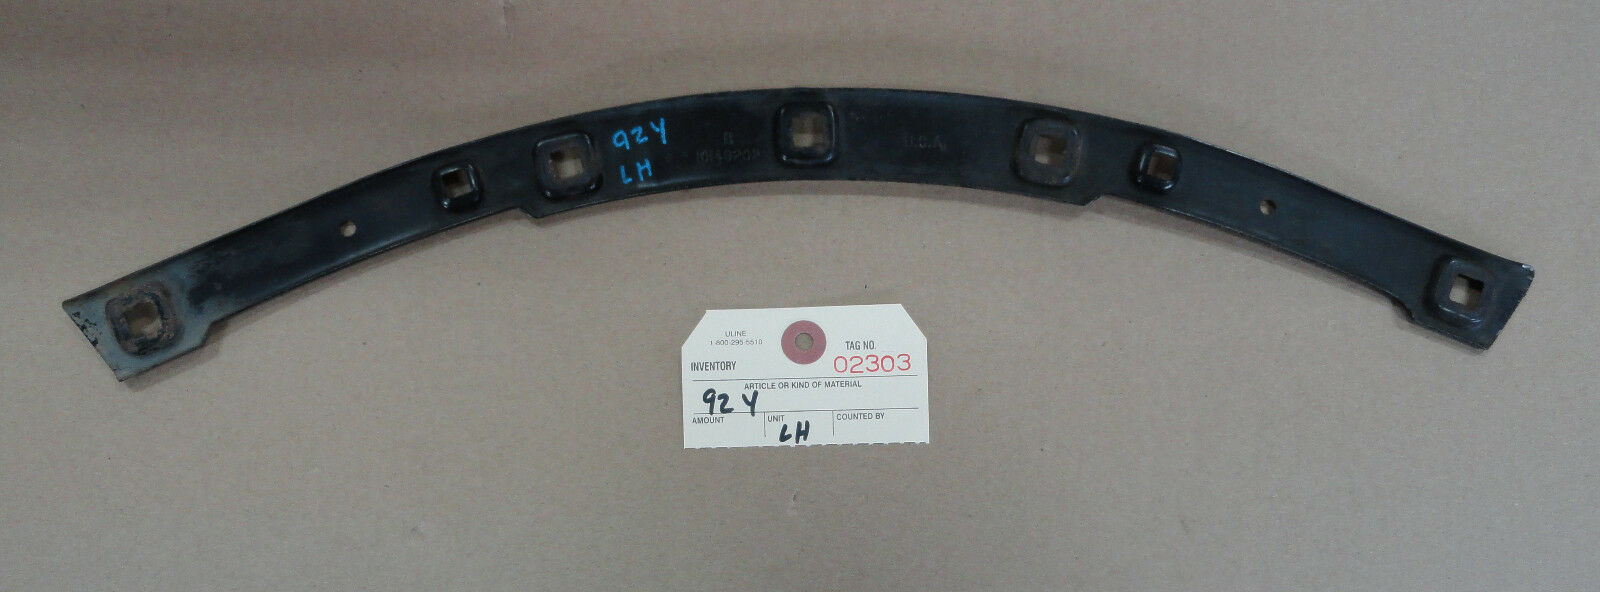 92Y
LH
U.S.A.
ULINE
1-800-295-5510
TAG NO.
INVENTORY
02303
ARTICLE OR KIND OF MATERIAL
92 Y
AMOUNT
UNIT
COUNTED BY
LH